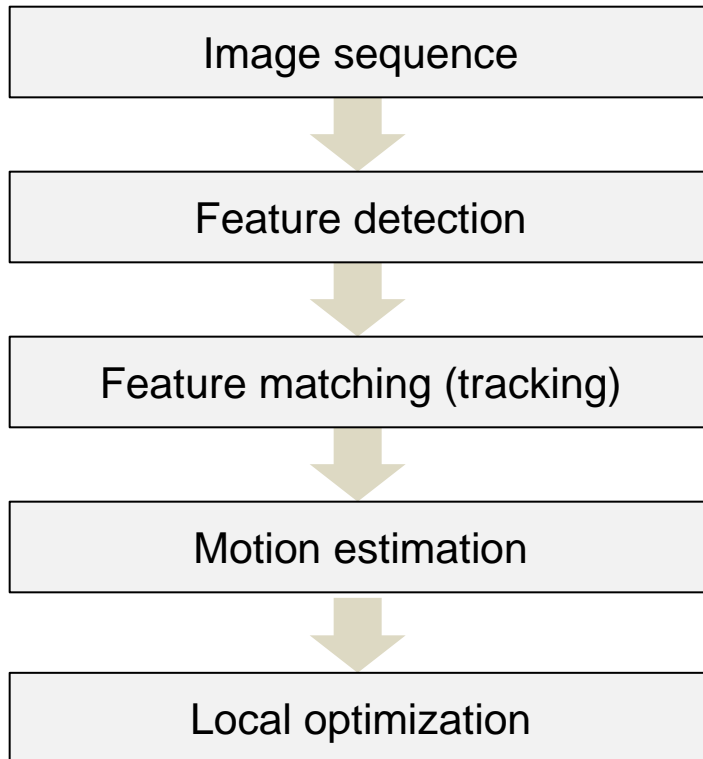 Image sequence
Feature detection
Feature matching (tracking)
Motion estimation
Local optimization